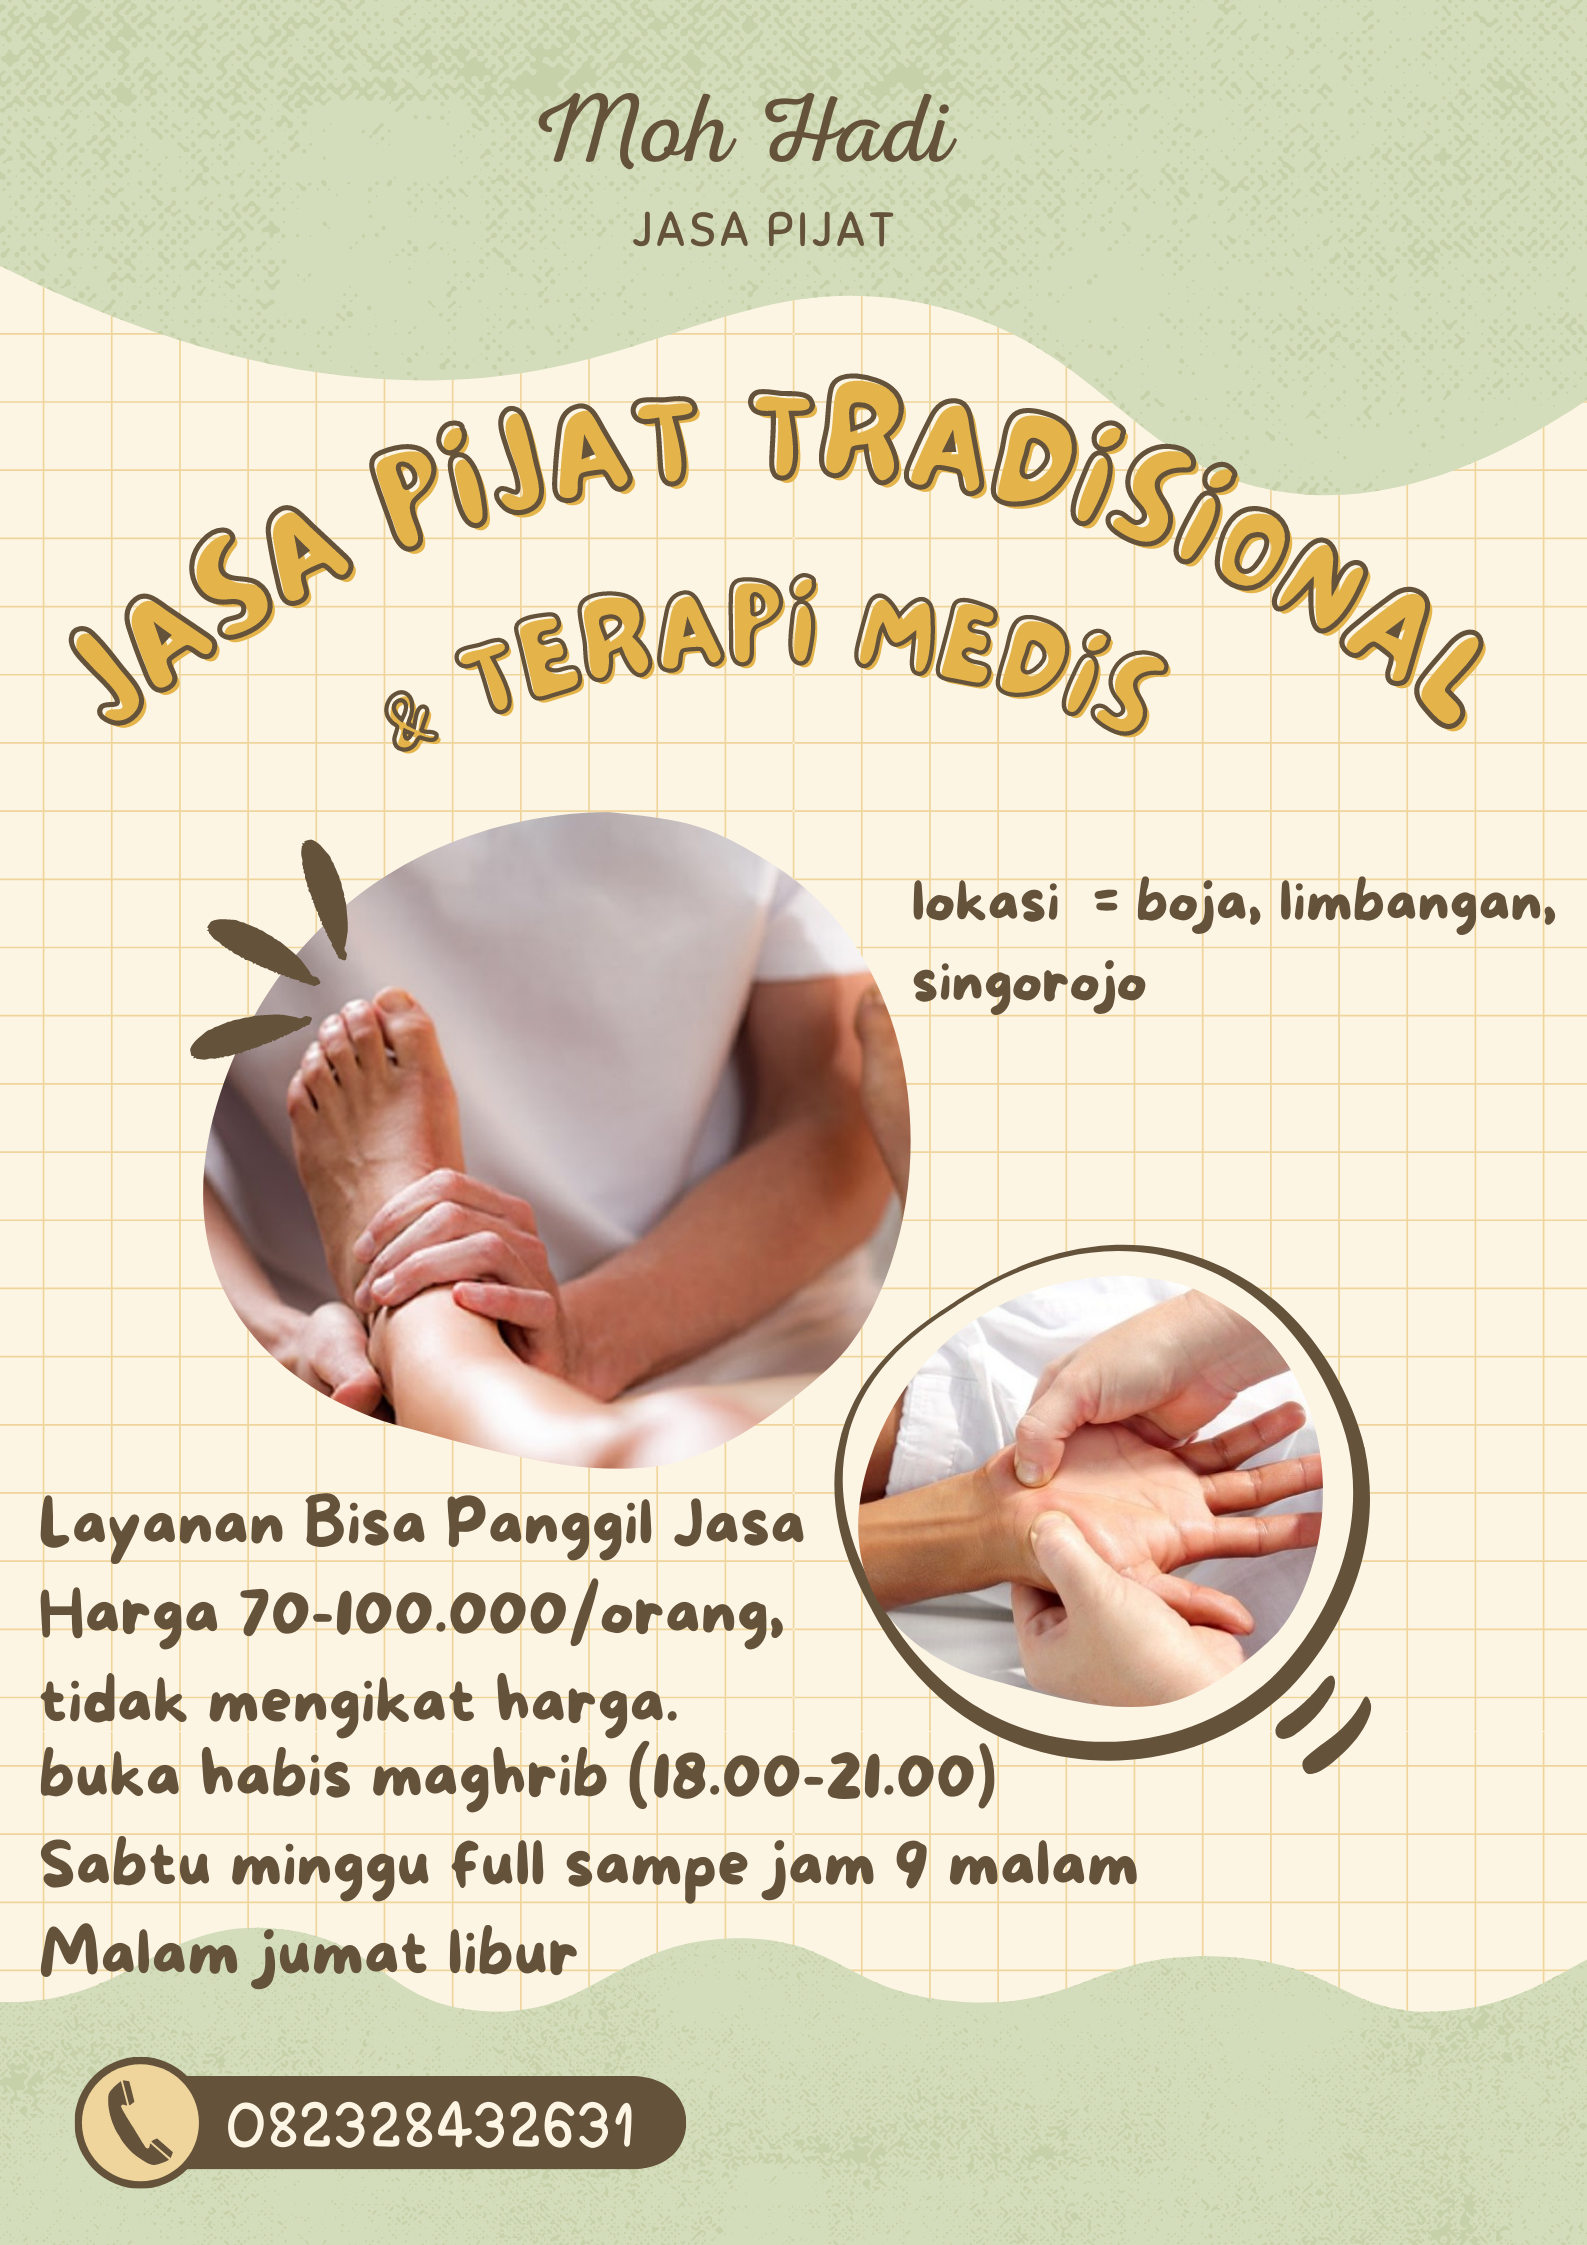 Moh Hadi
JASA PIJAT
JASA PiJAT TRADiSiONAL
& TERAPi MEDiS
lokasi = boja, limbangan,
singorojo
Layanan Bisa Panggil Jasa
Harga 70-100.000/orang,
tidak mengikat harga.
buka habis maghrib (18.00-21.00)
Sabtu minggu full sampe jam 9 malam
Malam jumat libur
082328432631